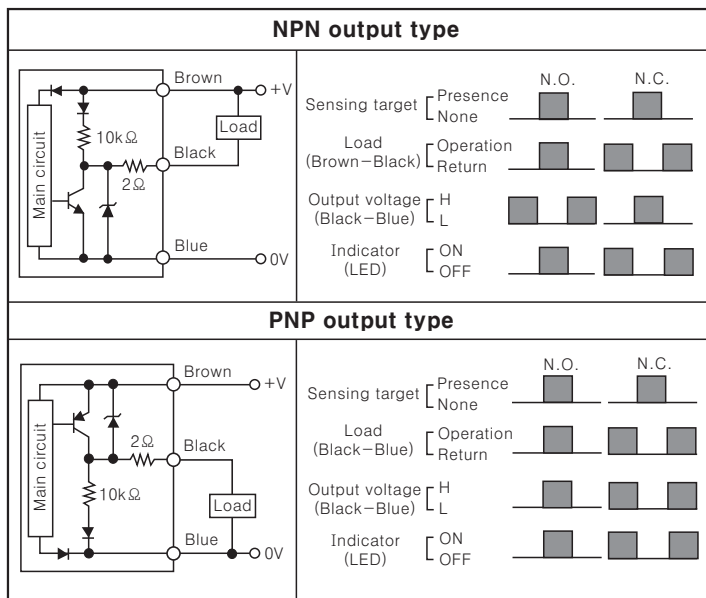 NPN output type
Main circuit
Brown
+V
10kΩ
Load
Black
2Ω
Blue
0V
N.O. N.C.
Sensing target Presence
None
Load
(Brown-Black)
Operation
Return
Output voltage
(Black-Blue)
H
L
Indicator
(LED)
ON
OFF
PNP output type
Main circuit
Brown
+V
Black
2Ω
10kΩ
Load
Blue
0V
N.O. N.C.
Sensing target Presence
None
Load
(Black-Blue)
Operation
Return
Output voltage
(Black-Blue)
H
L
Indicator
(LED)
ON
OFF